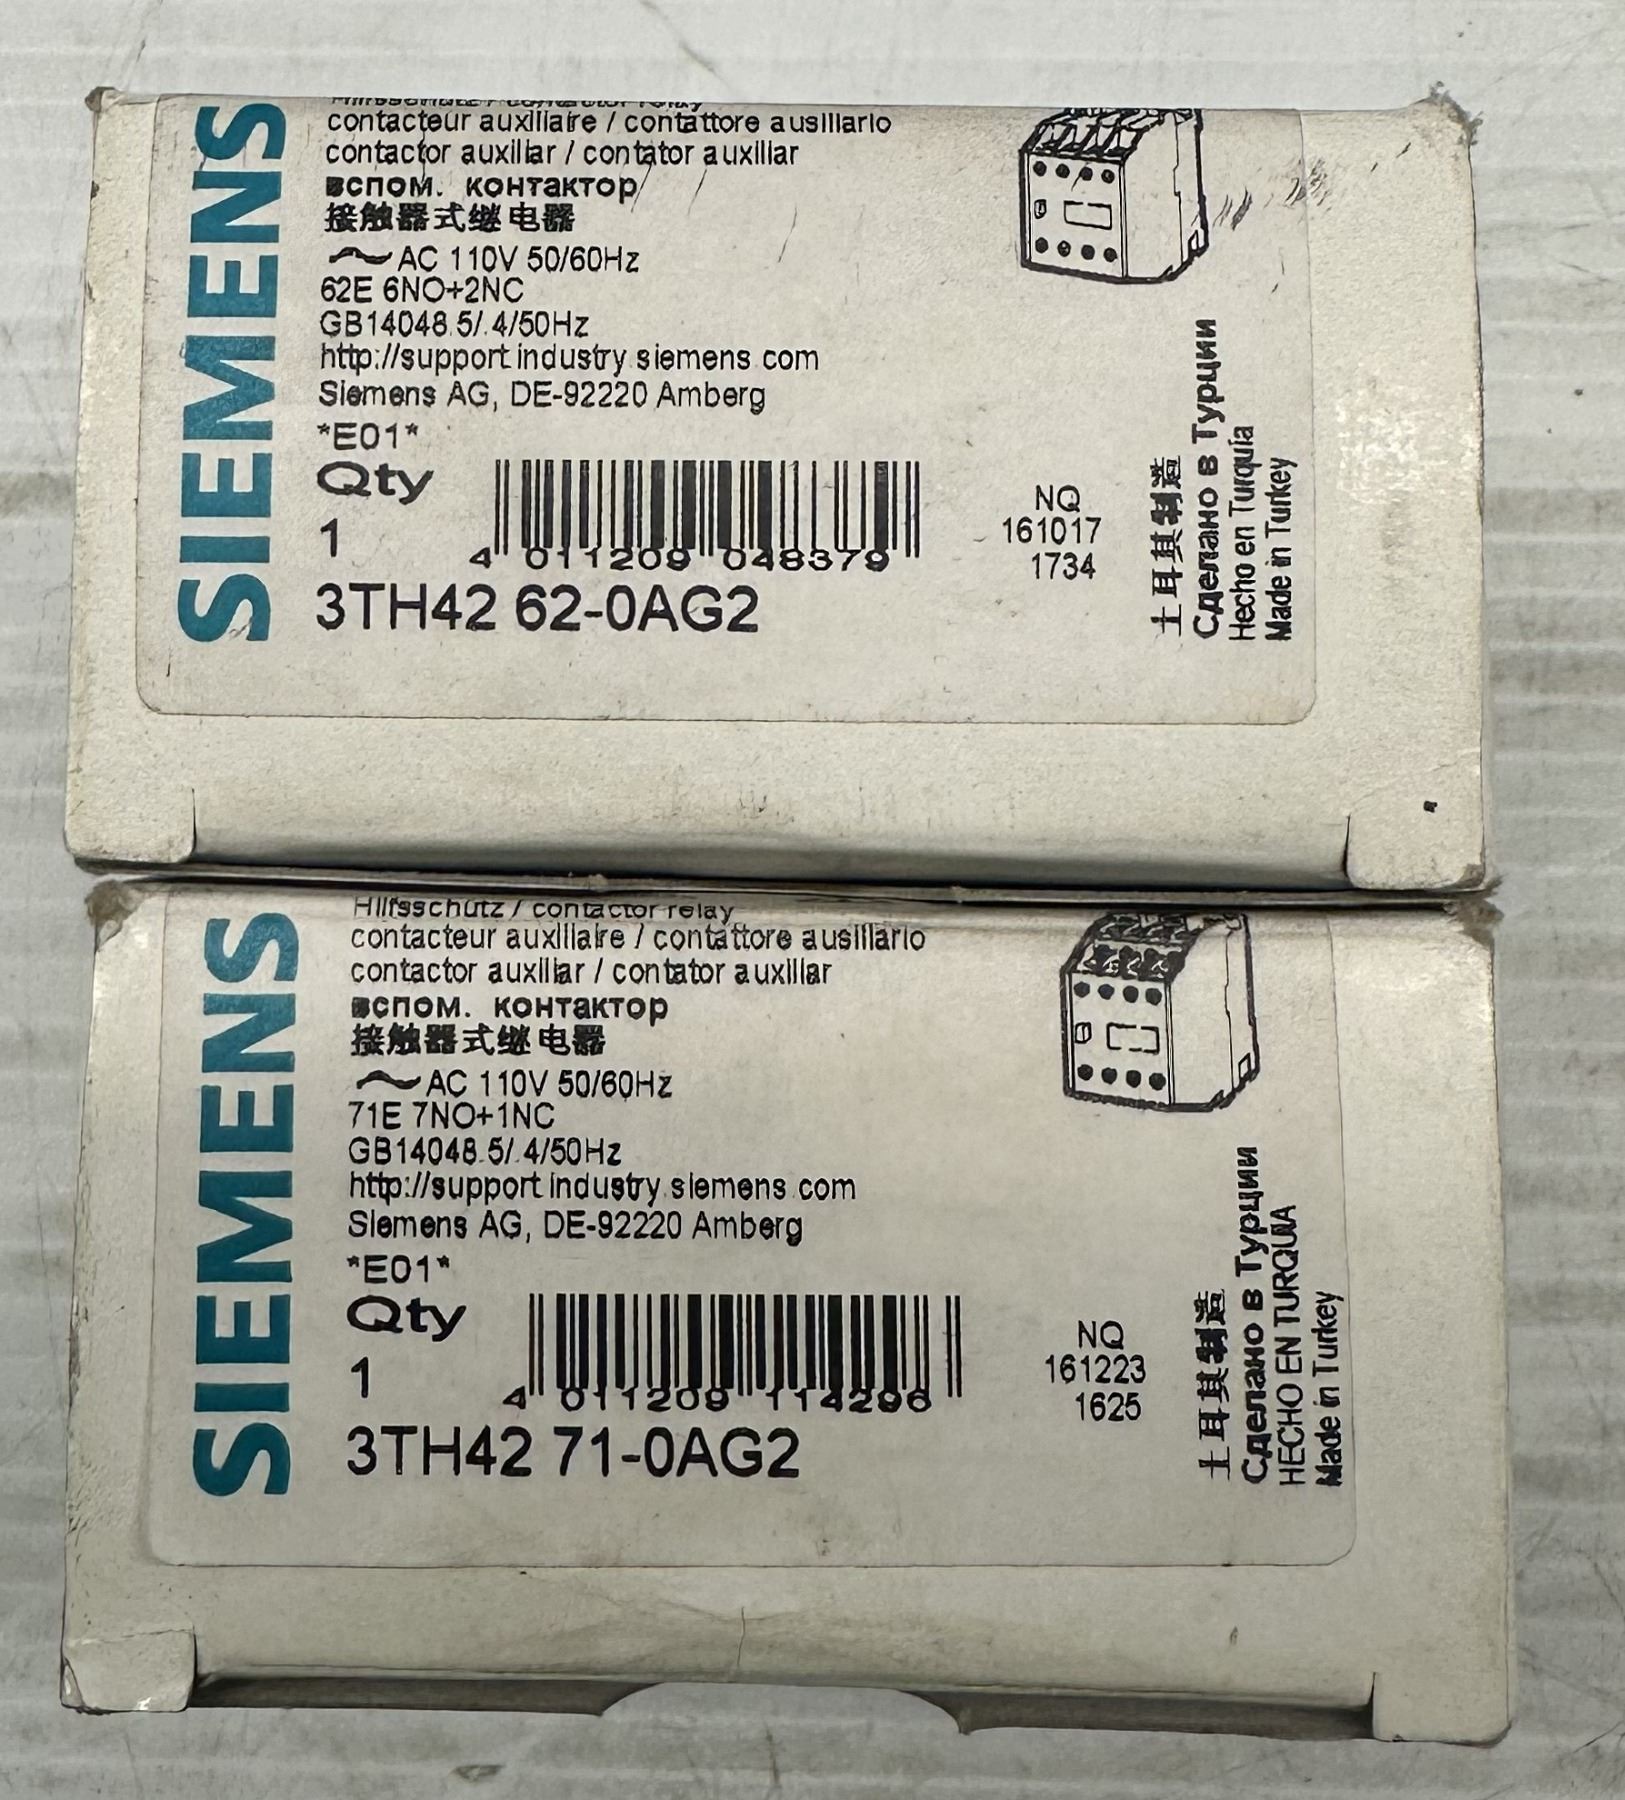 SIEMENS
Hilfsschütz / contactor relay
contacteur auxiliaire / contattore ausiliario
contactor auxiliar / contator auxiliar
вспом. контактор
接触器式继电器
AC 110V 50/60Hz
62E 6NO+2NC
GB14048.5/.4/50Hz
http://support.industry.siemens.com
Siemens AG, DE-92220 Amberg
*E01*
Qty
1
4 011209 048379
3TH42 62-0AG2
NQ
161017
1734
土耳其制造
Сделано в Турции
Hecho en Turquía
Made in Turkey
SIEMENS
Hilfsschütz / contactor relay
contacteur auxiliaire / contattore ausiliario
contactor auxiliar / contator auxiliar
вспом. контактор
接触器式继电器
AC 110V 50/60Hz
71E 7NO+1NC
GB14048.5/.4/50Hz
http://support.industry.siemens.com
Siemens AG, DE-92220 Amberg
*E01*
Qty
1
4 011209 114296
3TH42 71-0AG2
NQ
161223
1625
土耳其制造
Сделано в Турции
HECHO EN TURQUIA
Made in Turkey